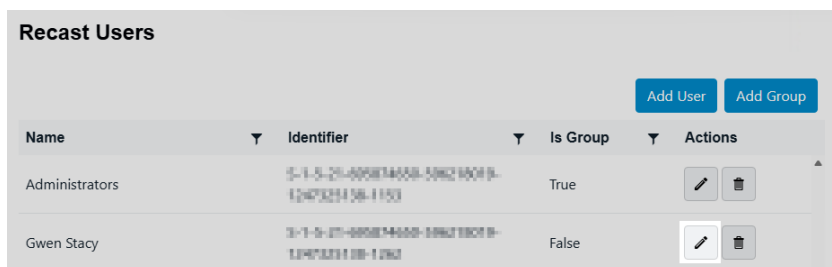 Recast Users
Add User Add Group
Name Identifier Is Group Actions
Administrators True
Gwen Stacy False